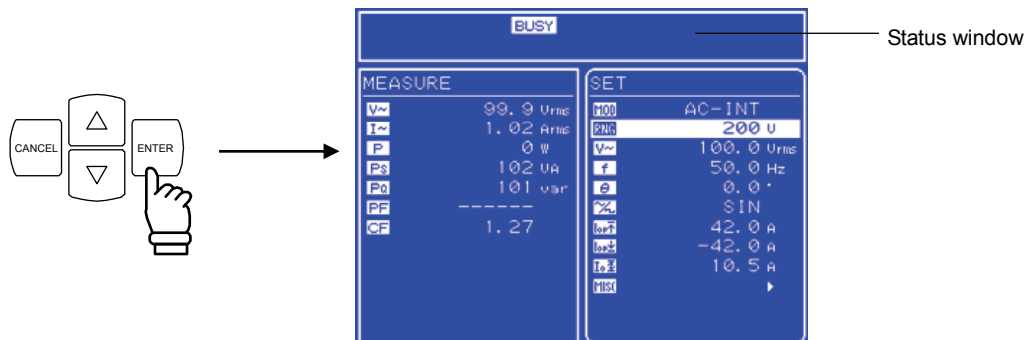 BUSY
Status window
CANCEL
ENTER
MEASURE
V~ 99.9 Vrms
I~ 1.02 Arms
P 0 W
PS 102 VA
PQ 101 var
PF ------
CF 1.27
SET
MOD AC-INT
RNG 200 V
V~ 100.0 Vrms
f 50.0 Hz
θ 0.0 °
SIN
42.0 A
-42.0 A
10.5 A
MISC